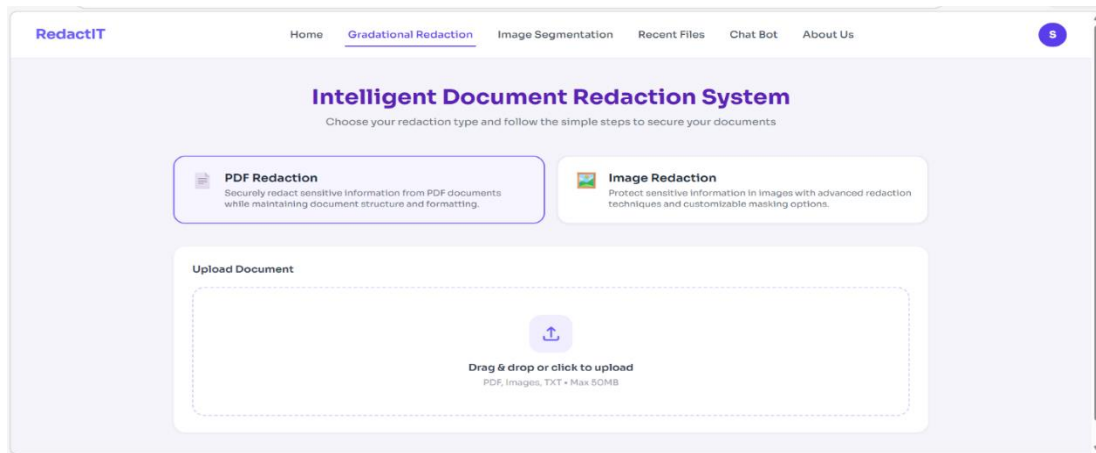 RedactIT
Home Gradational Redaction Image Segmentation Recent Files Chat Bot About Us
S
Intelligent Document Redaction System
Choose your redaction type and follow the simple steps to secure your documents
PDF Redaction
Securely redact sensitive information from PDF documents
while maintaining document structure and formatting.
Image Redaction
Protect sensitive information in images with advanced redaction
techniques and customizable masking options.
Upload Document
Drag & drop or click to upload
PDF, Images, TXT • Max 50MB